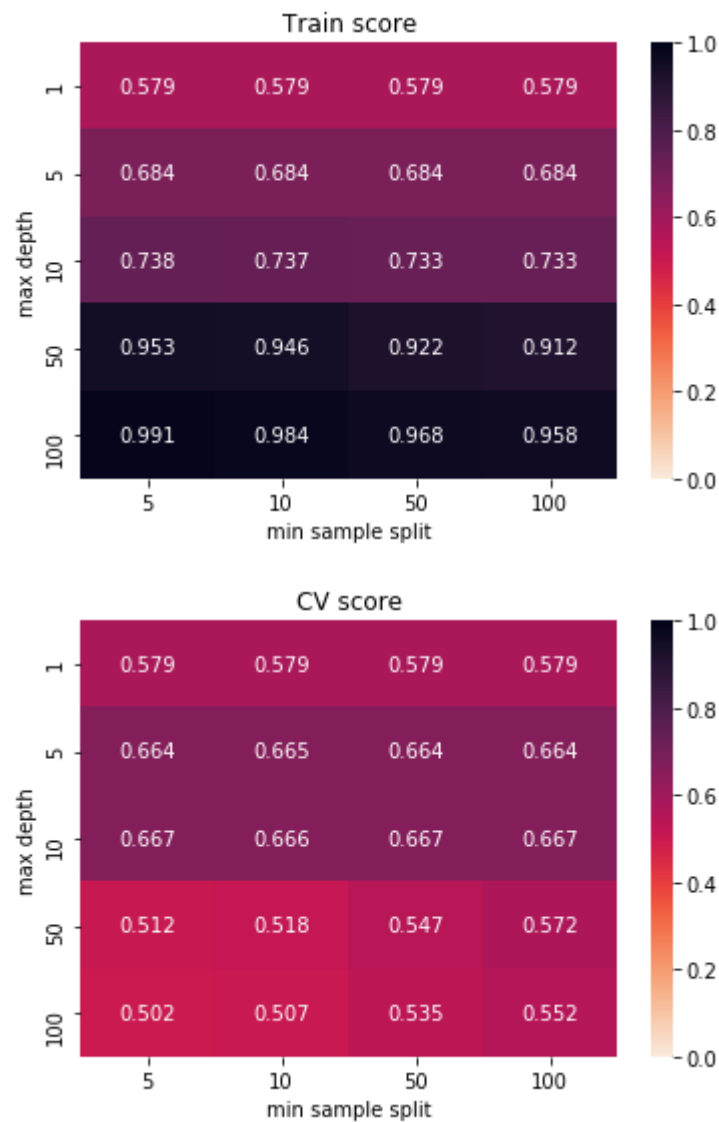 Train score
1 0.579 0.579 0.579 0.579
5 0.684 0.684 0.684 0.684
10 0.738 0.737 0.733 0.733
50 0.953 0.946 0.922 0.912
100 0.991 0.984 0.968 0.958
max depth
5 10 50 100
min sample split
1.0
0.8
0.6
0.4
0.2
0.0
CV score
1 0.579 0.579 0.579 0.579
5 0.664 0.665 0.664 0.664
10 0.667 0.666 0.667 0.667
50 0.512 0.518 0.547 0.572
100 0.502 0.507 0.535 0.552
max depth
5 10 50 100
min sample split
1.0
0.8
0.6
0.4
0.2
0.0